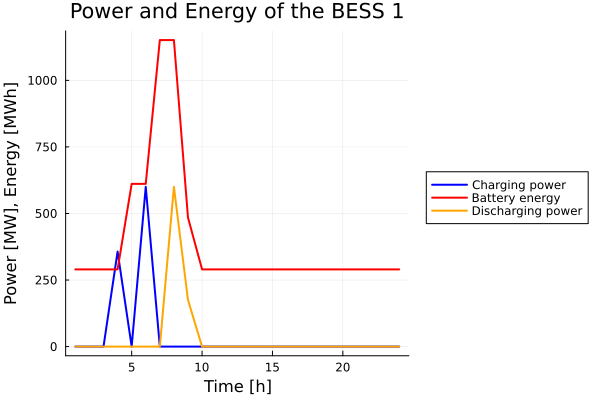 Power and Energy of the BESS 1
Power [MW], Energy [MWh]
1000
750
500
250
0
5
10
15
20
Time [h]
Charging power
Battery energy
Discharging power